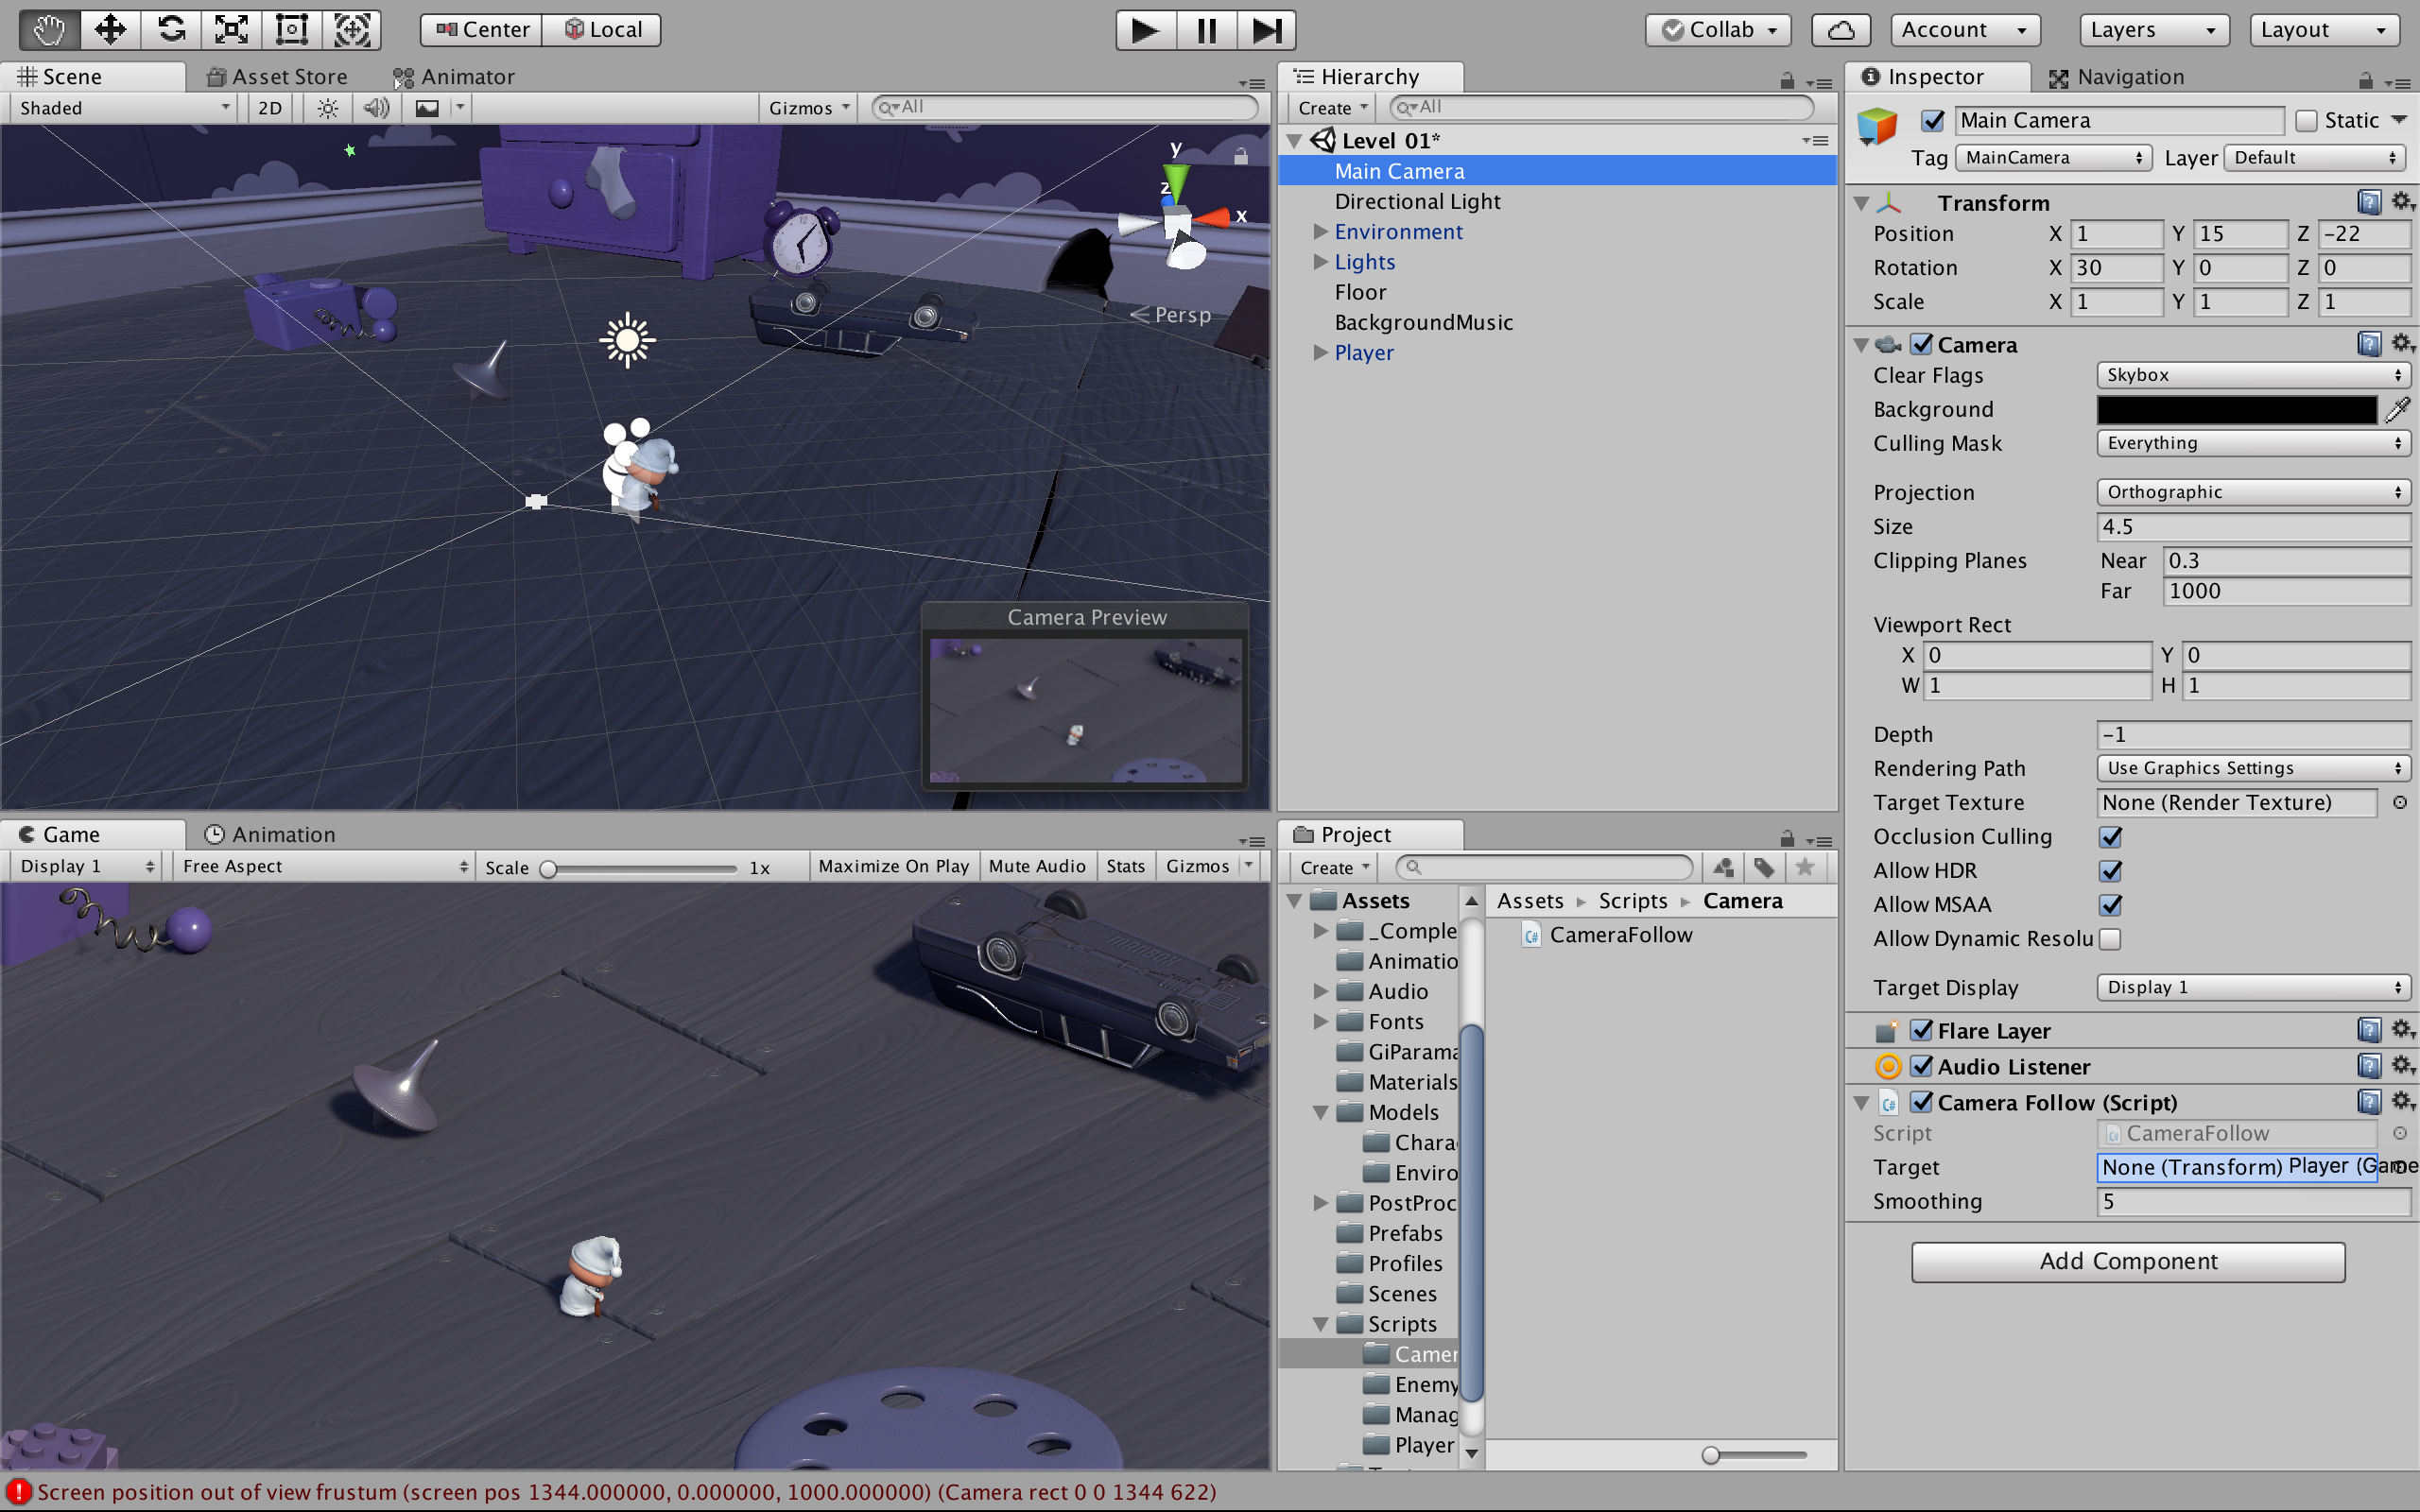 Center Local Collab Account Layers Layout
Scene Asset Store Animator
Shaded 2D Gizmos All
y
z
x
Persp
Camera Preview
Game Animation
Display 1 Free Aspect Scale 1x Maximize On Play Mute Audio Stats Gizmos
Hierarchy
Create All
Level 01*
Main Camera
Directional Light
Environment
Lights
Floor
BackgroundMusic
Player
Project
Create
Assets
_Comple
Animatio
Audio
Fonts
GiParama
Materials
Models
Charac
Enviro
PostProc
Prefabs
Profiles
Scenes
Scripts
Camer
Enemy
Manag
Player
Assets Scripts Camera
CameraFollow
Inspector Navigation
Main Camera Static
Tag MainCamera Layer Default
Transform
Position X 1 Y 15 Z -22
Rotation X 30 Y 0 Z 0
Scale X 1 Y 1 Z 1
Camera
Clear Flags Skybox
Background
Culling Mask Everything
Projection Orthographic
Size 4.5
Clipping Planes Near 0.3
Far 1000
Viewport Rect
X 0 Y 0
W 1 H 1
Depth -1
Rendering Path Use Graphics Settings
Target Texture None (Render Texture)
Occlusion Culling
Allow HDR
Allow MSAA
Allow Dynamic Resolu
Target Display Display 1
Flare Layer
Audio Listener
Camera Follow (Script)
Script CameraFollow
Target None (Transform) Player (Game
Smoothing 5
Add Component
Screen position out of view frustum (screen pos 1344.000000, 0.000000, 1000.000000) (Camera rect 0 0 1344 622)